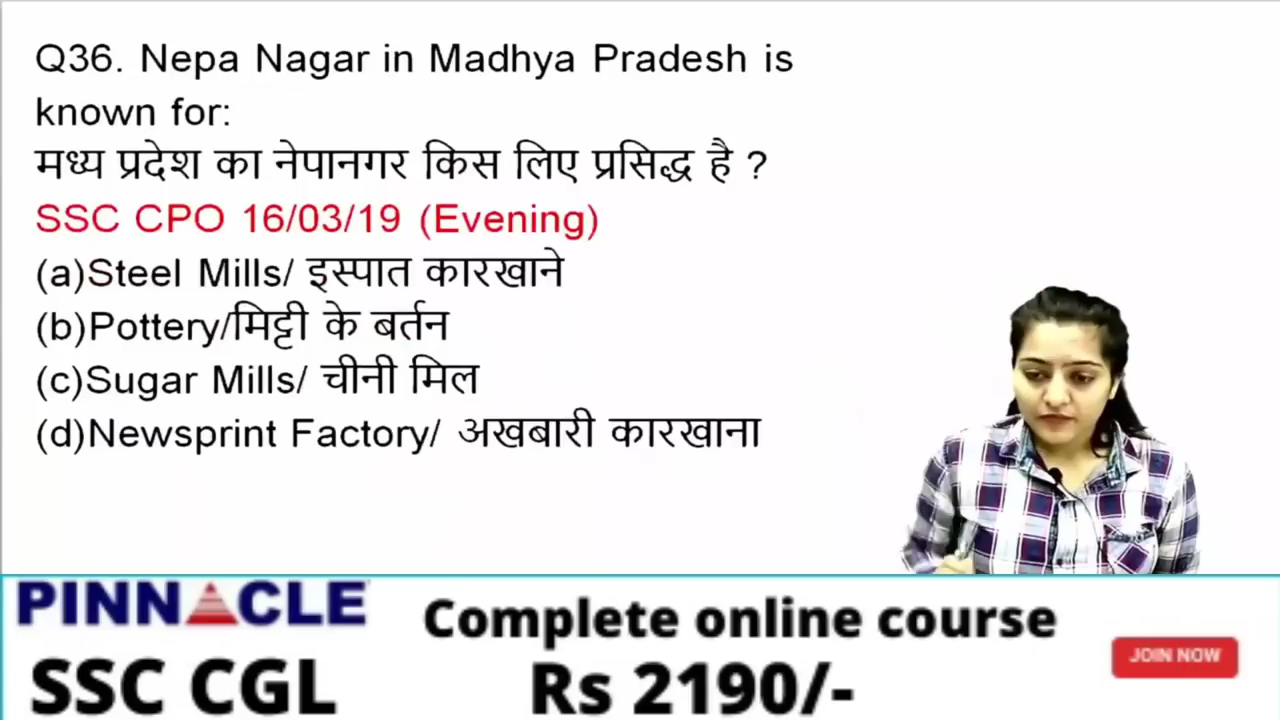 Q36. Nepa Nagar in Madhya Pradesh is
known for:
मध्य प्रदेश का नेपानगर किस लिए प्रसिद्ध है ?
SSC CPO 16/03/19 (Evening)
(a)Steel Mills/ इस्पात कारखाने
(b)Pottery/मिट्टी के बर्तन
(c)Sugar Mills/ चीनी मिल
(d)Newsprint Factory/ अखबारी कारखाना
PINNACLE
SSC CGL
Complete online course
Rs 2190/-
JOIN NOW